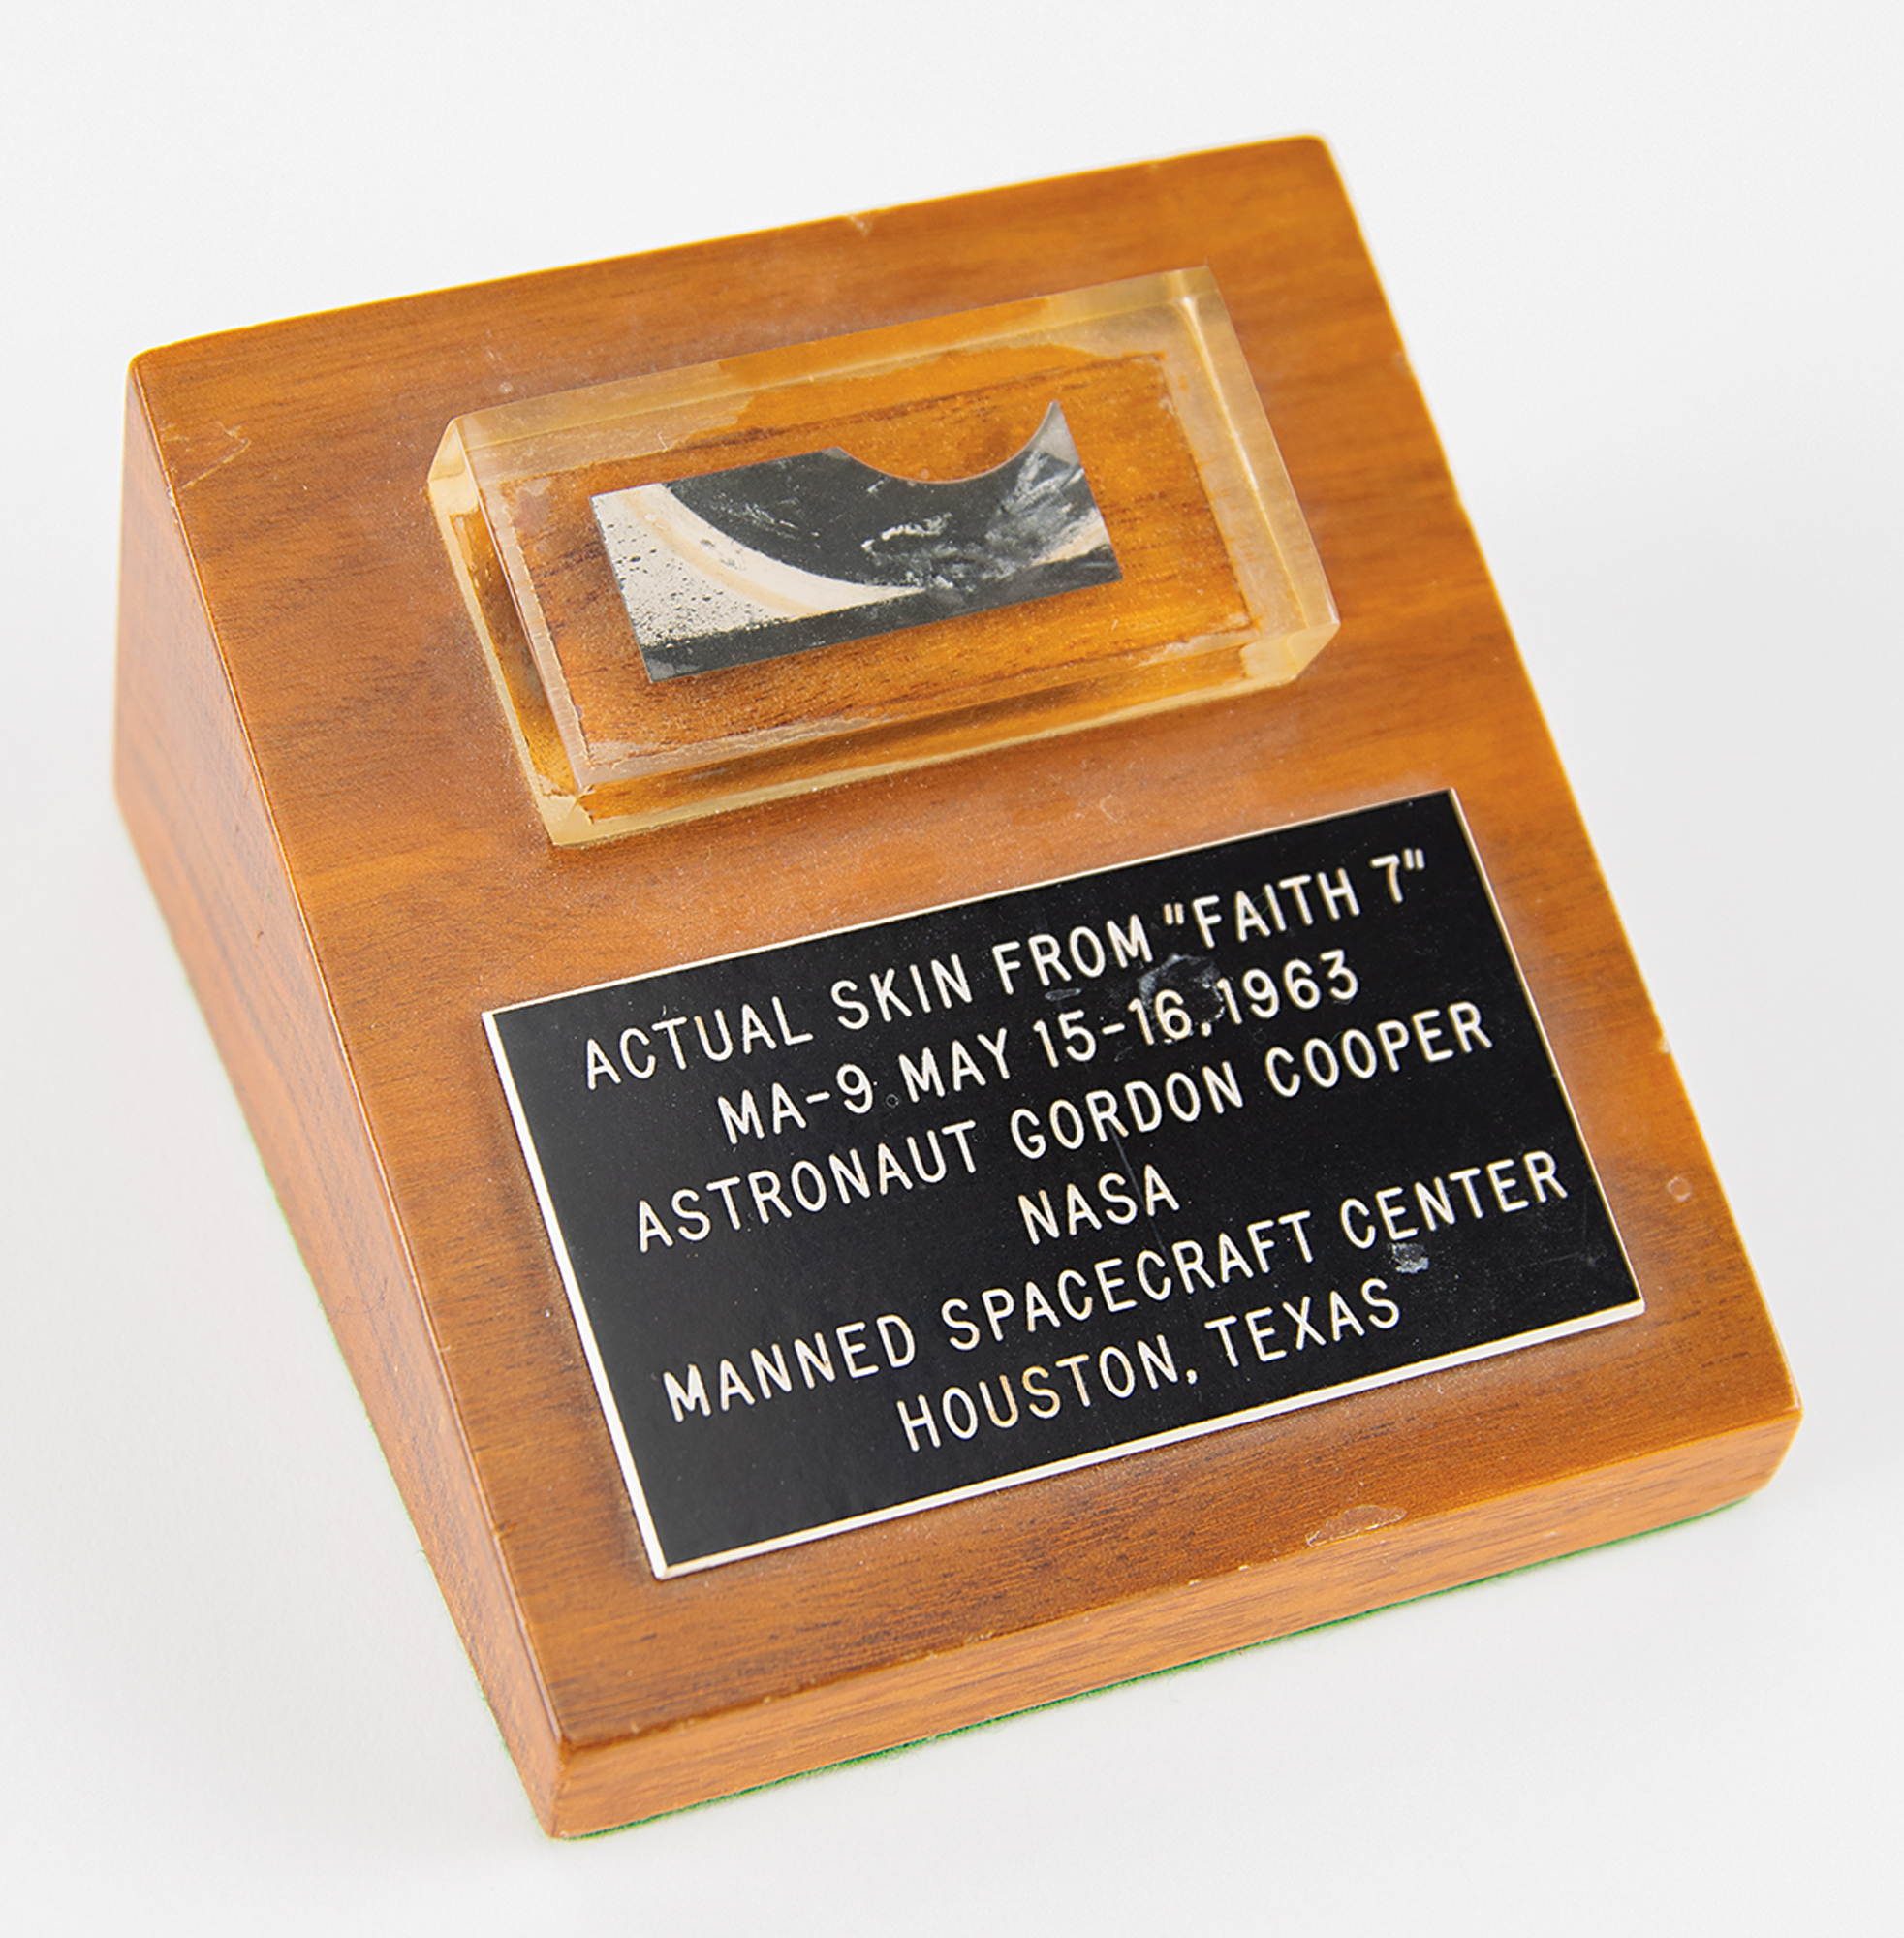 ACTUAL SKIN FROM "FAITH 7"
MA-9 MAY 15-16, 1963
ASTRONAUT GORDON COOPER
NASA
MANNED SPACECRAFT CENTER
HOUSTON, TEXAS